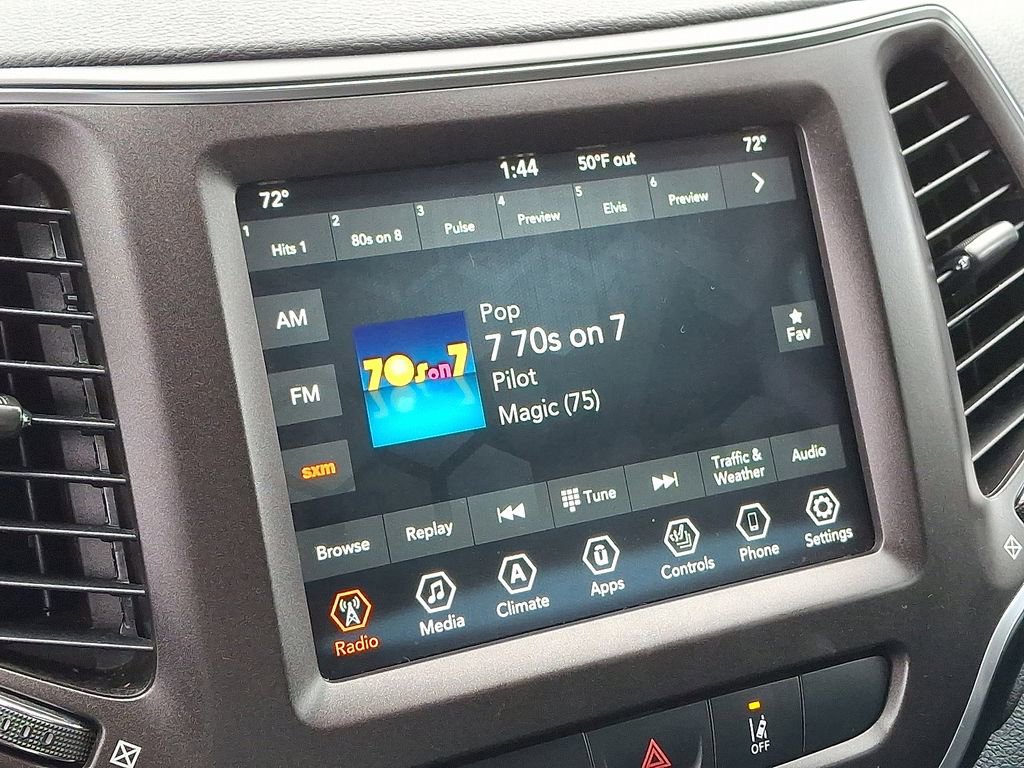 72°
1:44
50°F out
72°
1 Hits 1
2 80s on 8
3 Pulse
4 Preview
5 Elvis
6 Preview
AM
FM
sxm
70s on 7
Pop
7 70s on 7
Pilot
Magic (75)
Fav
Browse
Replay
Tune
Traffic &
Weather
Audio
Radio
Media
A
Climate
Apps
Controls
Phone
Settings
OFF